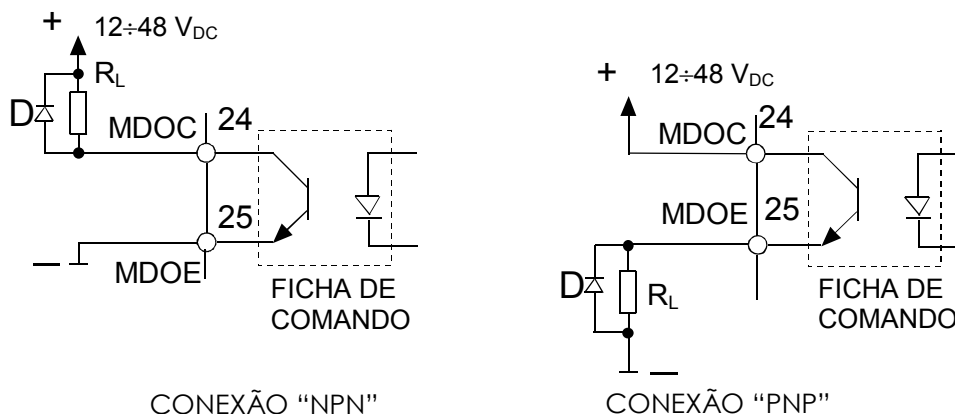 + 12÷48 VDC
RL
D
MDOC 24
25
— MDOE
FICHA DE
COMANDO
CONEXÃO “NPN”
+ 12÷48 VDC
24
MDOC
MDOE 25
D RL
FICHA DE
COMANDO
—
CONEXÃO “PNP”